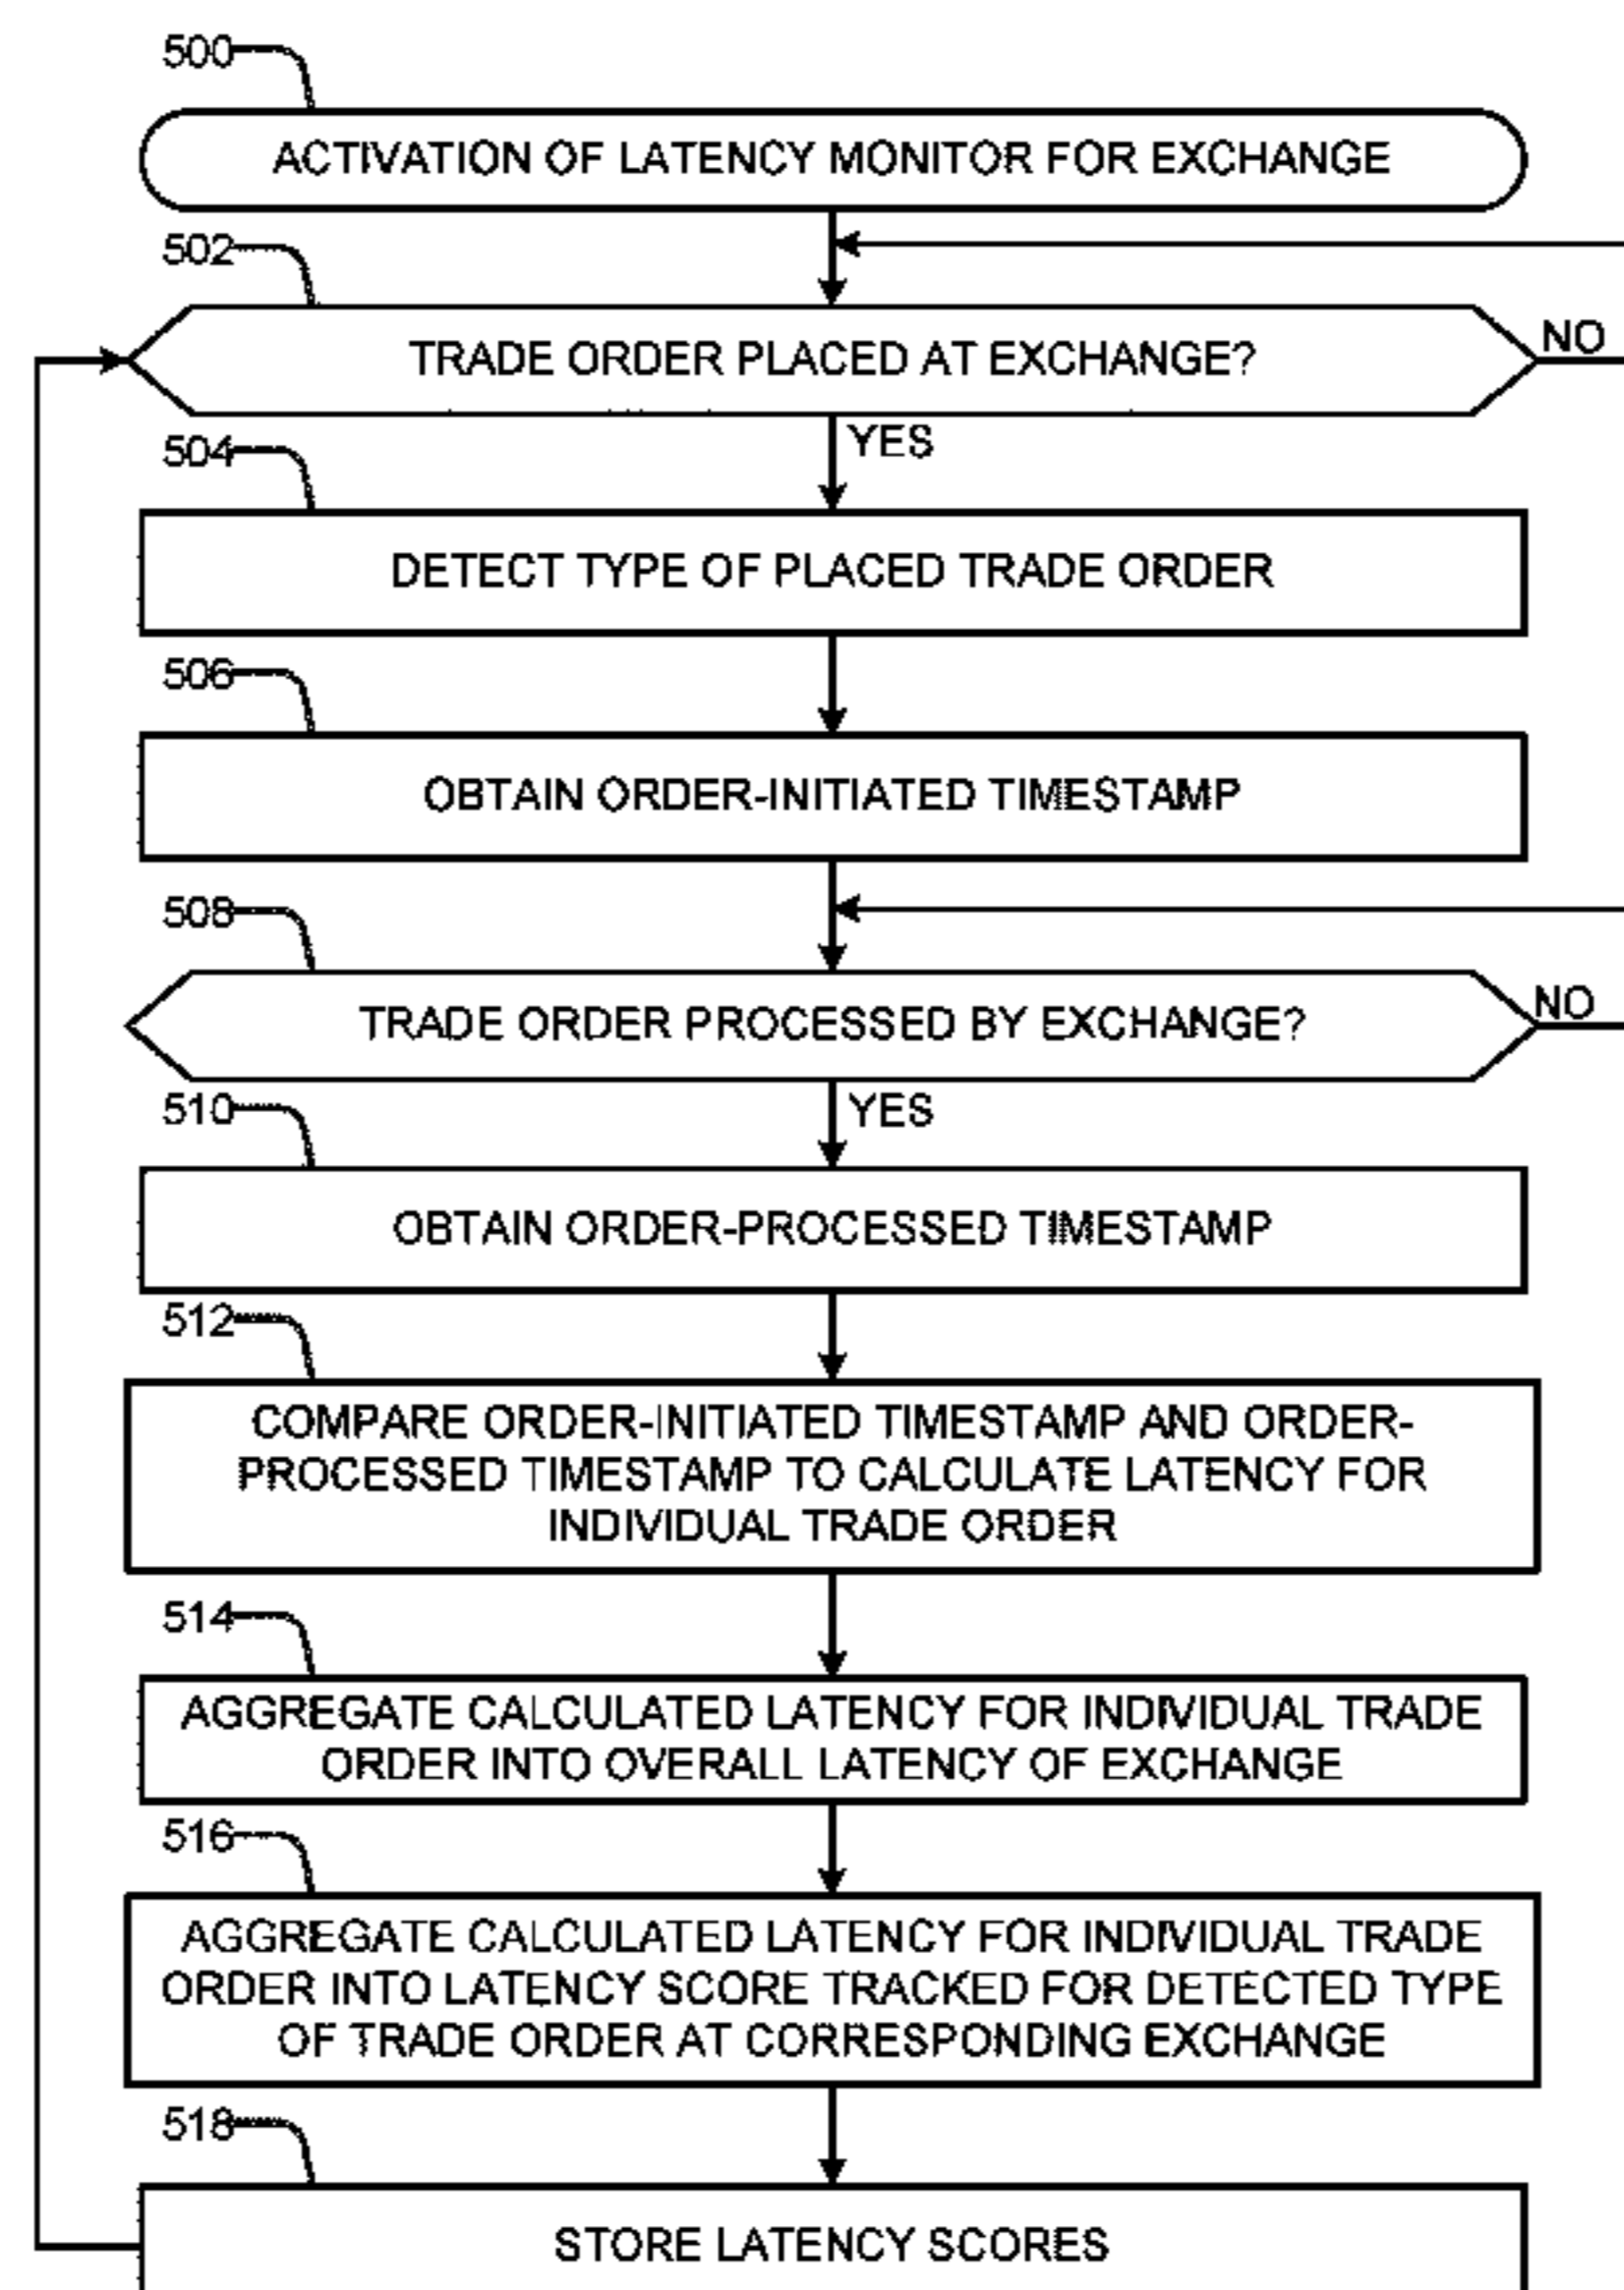 500
ACTIVATION OF LATENCY MONITOR FOR EXCHANGE
502
TRADE ORDER PLACED AT EXCHANGE?
NO
YES
504
DETECT TYPE OF PLACED TRADE ORDER
506
OBTAIN ORDER-INITIATED TIMESTAMP
508
TRADE ORDER PROCESSED BY EXCHANGE?
NO
YES
510
OBTAIN ORDER-PROCESSED TIMESTAMP
512
COMPARE ORDER-INITIATED TIMESTAMP AND ORDER-
PROCESSED TIMESTAMP TO CALCULATE LATENCY FOR
INDIVIDUAL TRADE ORDER
514
AGGREGATE CALCULATED LATENCY FOR INDIVIDUAL TRADE
ORDER INTO OVERALL LATENCY OF EXCHANGE
516
AGGREGATE CALCULATED LATENCY FOR INDIVIDUAL TRADE
ORDER INTO LATENCY SCORE TRACKED FOR DETECTED TYPE
OF TRADE ORDER AT CORRESPONDING EXCHANGE
518
STORE LATENCY SCORES